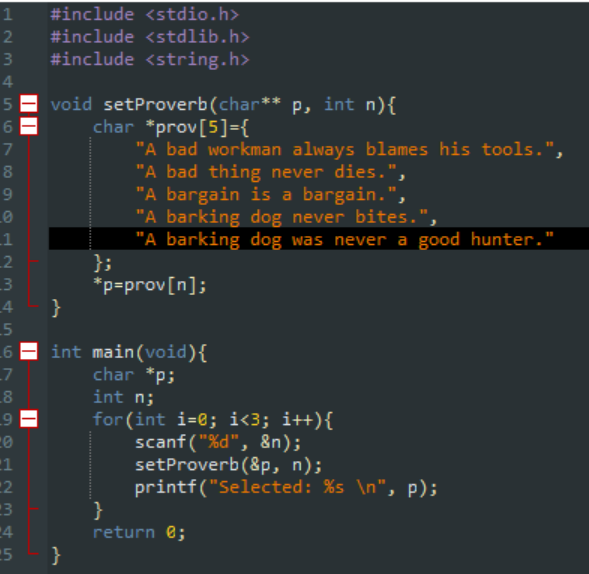 1 #include <stdio.h>
2 #include <stdlib.h>
3 #include <string.h>
4
5 void setProverb(char** p, int n){
6     char *prov[5]={
7         "A bad workman always blames his tools.",
8         "A bad thing never dies.",
9         "A bargain is a bargain.",
10         "A barking dog never bites.",
11         "A barking dog was never a good hunter."
12     };
13     *p=prov[n];
14 }
15
16 int main(void){
17     char *p;
18     int n;
19     for(int i=0; i<3; i++){
20         scanf("%d", &n);
21         setProverb(&p, n);
22         printf("Selected: %s \n", p);
23     }
24     return 0;
25 }